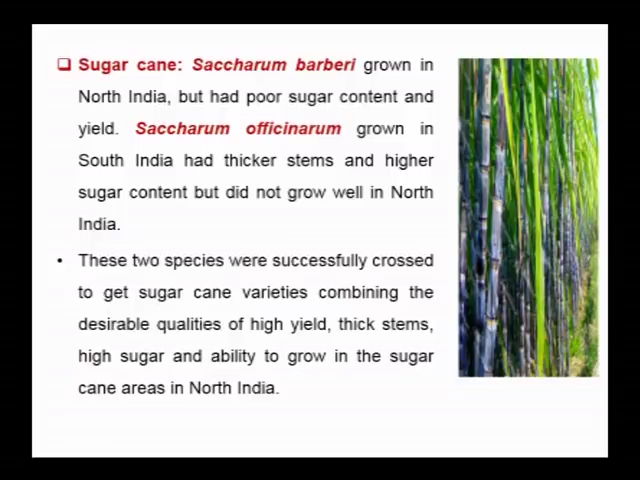 ❑ Sugar cane: Saccharum barberi grown in
North India, but had poor sugar content and
yield. Saccharum officinarum grown in
South India had thicker stems and higher
sugar content but did not grow well in North
India.
• These two species were successfully crossed
to get sugar cane varieties combining the
desirable qualities of high yield, thick stems,
high sugar and ability to grow in the sugar
cane areas in North India.